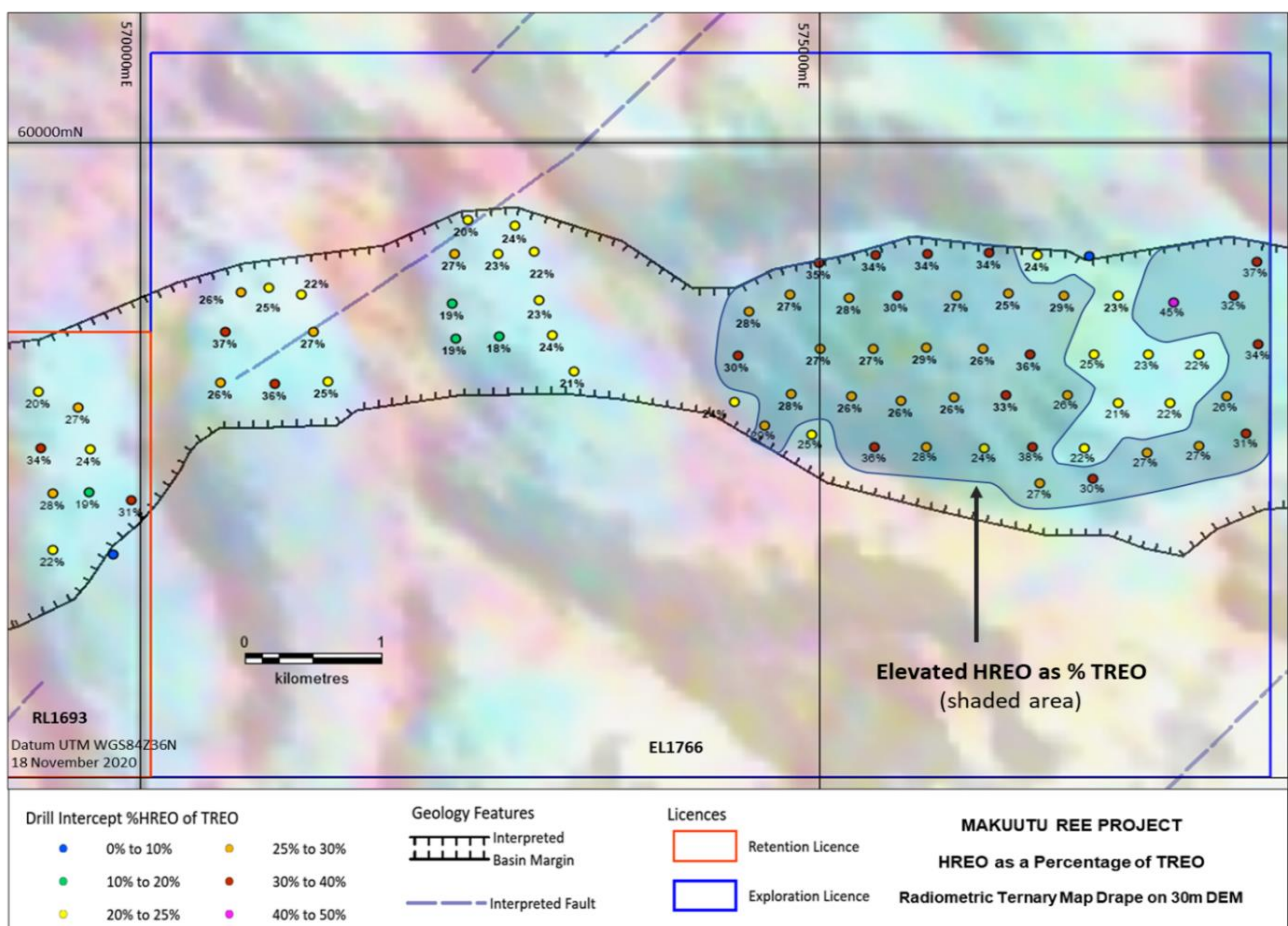 570000mE
575000mE
60000mN
20%
24%
27%
23%
22%
26%
25%
22%
19%
23%
37%
27%
19%
18%
24%
26%
36%
25%
21%
20%
27%
34%
24%
28%
19%
31%
22%
35%
34%
34%
34%
24%
37%
28%
27%
28%
30%
27%
25%
29%
23%
45%
32%
30%
27%
27%
29%
26%
36%
25%
22%
22%
34%
24%
28%
26%
26%
26%
33%
26%
21%
22%
26%
29%
25%
36%
28%
24%
38%
22%
27%
27%
31%
27%
30%
0
1
kilometres
Elevated HREO as % TREO
(shaded area)
RL1693
EL1766
Datum UTM WGS84Z36N
18 November 2020
Drill Intercept %HREO of TREO
0% to 10%
10% to 20%
20% to 25%
25% to 30%
30% to 40%
40% to 50%
Geology Features
Interpreted
Basin Margin
Interpreted Fault
Licences
Retention Licence
Exploration Licence
MAKUUTU REE PROJECT
HREO as a Percentage of TREO
Radiometric Ternary Map Drape on 30m DEM